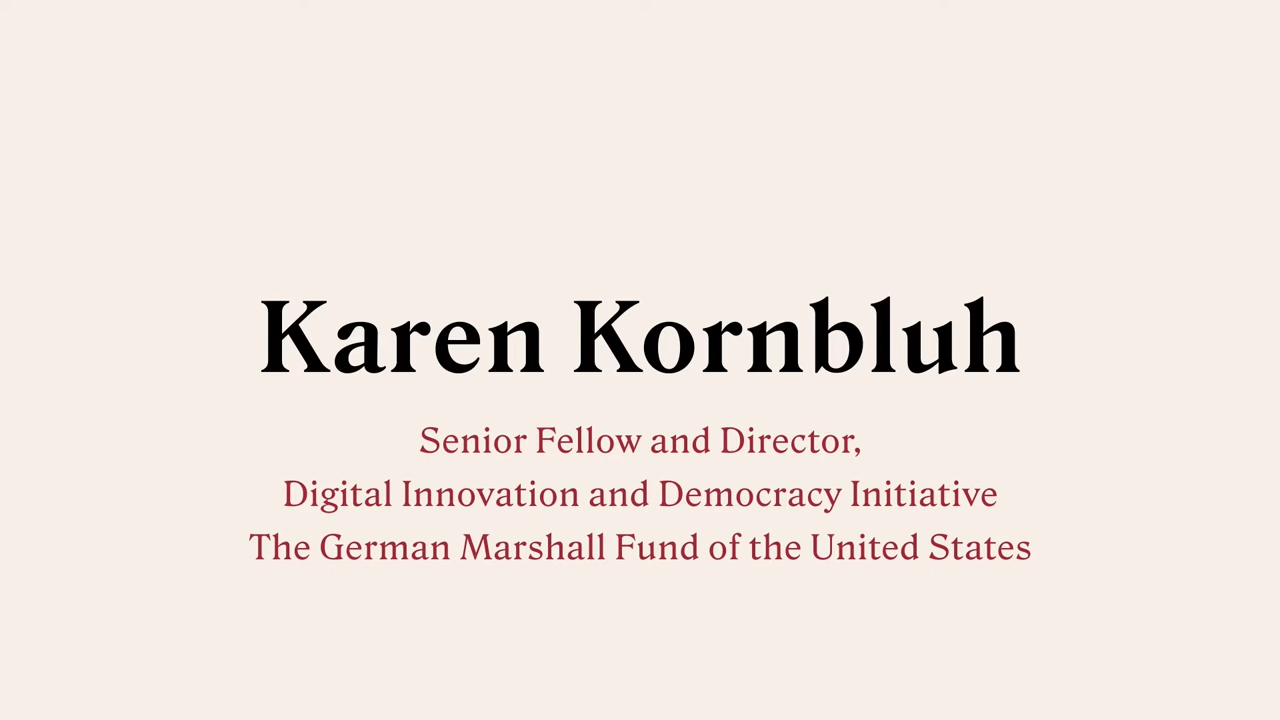 Karen Kornbluh
Senior Fellow and Director,
Digital Innovation and Democracy Initiative
The German Marshall Fund of the United States